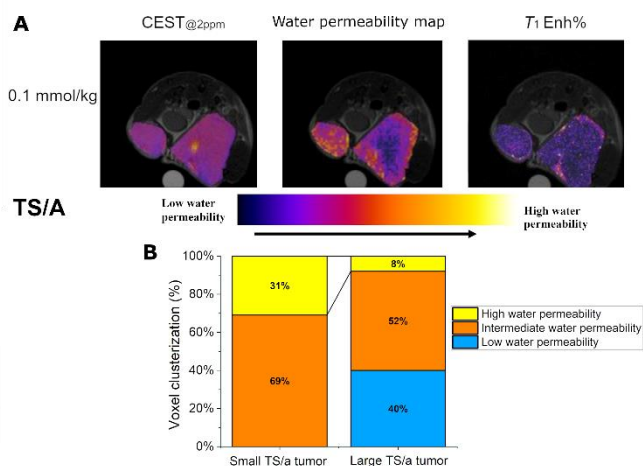 A
CEST@2ppm
Water permeability map
T1 Enh%
0.1 mmol/kg
TS/A
Low water
permeability
High water
permeability
B
Voxel clusterization (%)
100%
80%
60%
40%
20%
0%
31%
69%
8%
52%
40%
Small TS/a tumor
Large TS/a tumor
High water permeability
Intermediate water permeability
Low water permeability